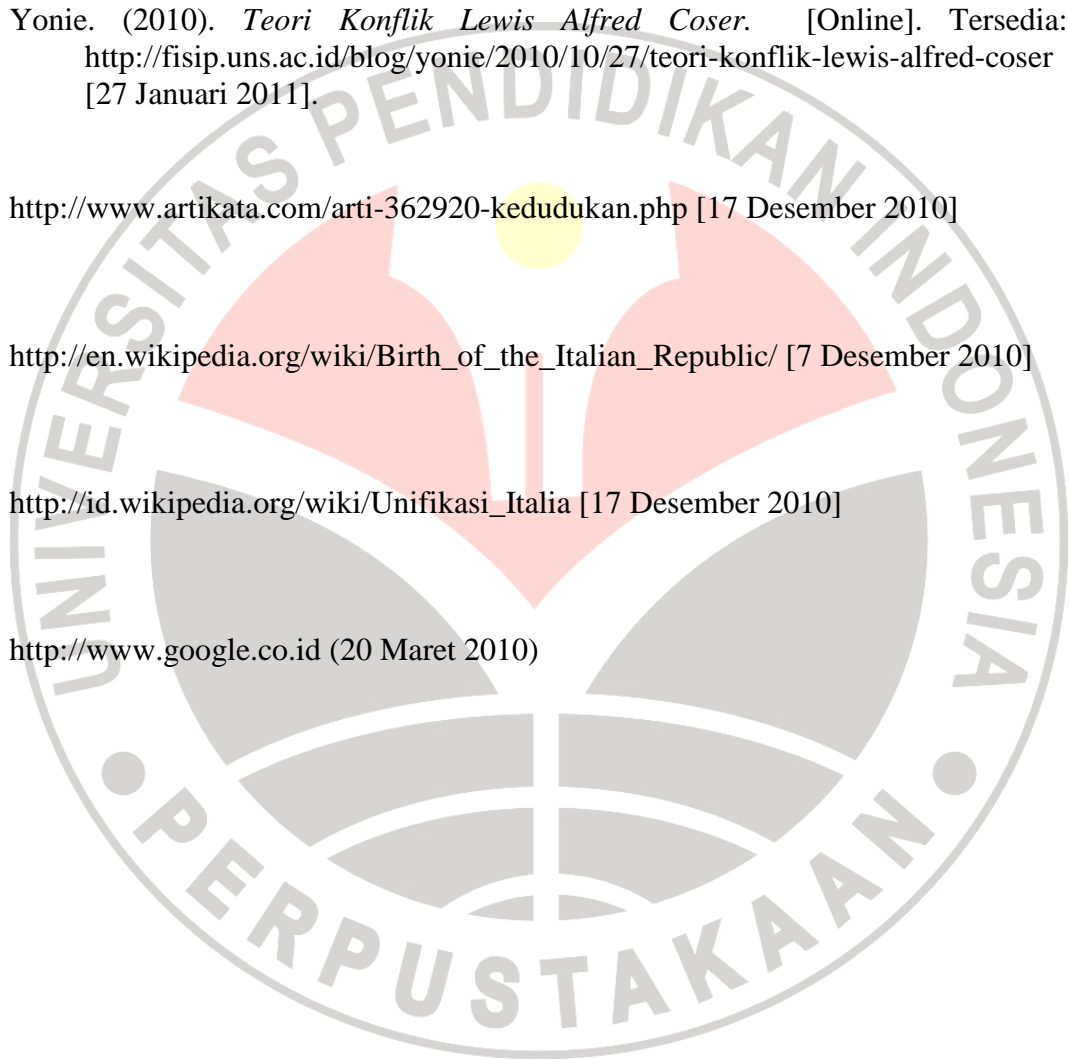 Yonie. (2010). Teori Konflik Lewis Alfred Coser. [Online]. Tersedia:
http://fisip.uns.ac.id/blog/yonie/2010/10/27/teori-konflik-lewis-alfred-coser
[27 Januari 2011].
http://www.artikata.com/arti-362920-kedudukan.php [17 Desember 2010]
http://en.wikipedia.org/wiki/Birth_of_the_Italian_Republic/ [7 Desember 2010]
http://id.wikipedia.org/wiki/Unifikasi_Italia [17 Desember 2010]
http://www.google.co.id (20 Maret 2010)
UNIVERSITAS PENDIDIKAN INDONESIA
PERPUSTAKAAN